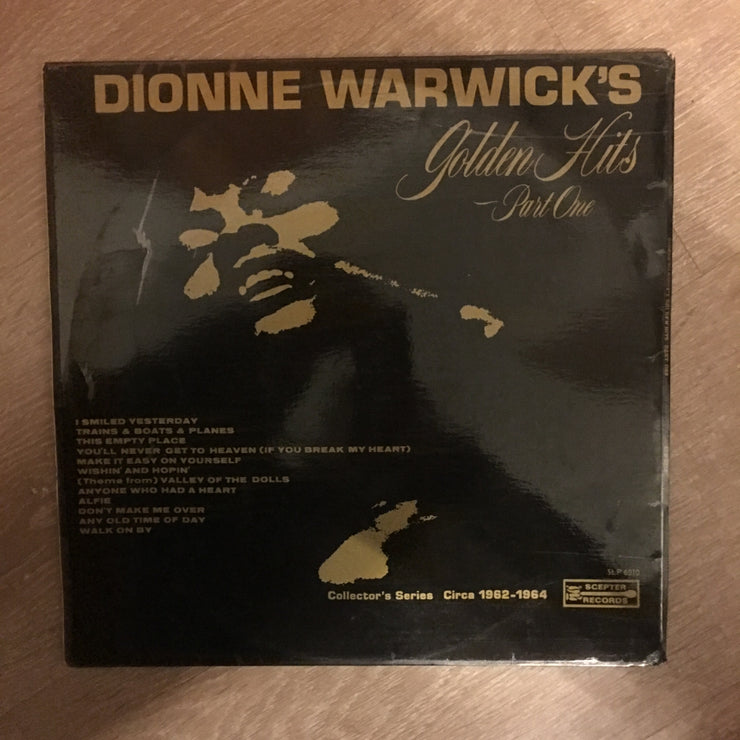 DIONNE WARWICK'S
Golden Hits
—Part One
I SMILED YESTERDAY
TRAINS & BOATS & PLANES
THIS EMPTY PLACE
YOU'LL NEVER GET TO HEAVEN (IF YOU BREAK MY HEART)
MAKE IT EASY ON YOURSELF
WISHIN' AND HOPIN'
(Theme from) VALLEY OF THE DOLLS
ANYONE WHO HAD A HEART
ALFIE
DON'T MAKE ME OVER
ANY OLD TIME OF DAY
WALK ON BY
SLP 6010
Collector's Series Circa 1962-1964
SCEPTER
RECORDS